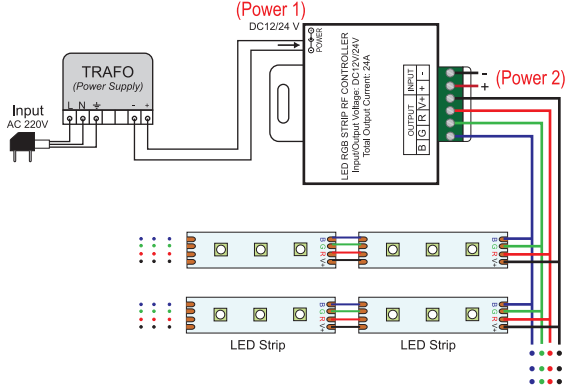 (Power 1)
DC12/24 V
POWER
TRAFO
(Power Supply)
L N - +
Input
AC 220V
LED RGB STRIP RF CONTROLLER
Input/Output Voltage: DC12V/24V
Total Output Current: 24A
OUTPUT INPUT
B G R V+ + -
-
+
(Power 2)
B
G
R
V+
B
G
R
V+
B
G
R
V+
B
G
R
V+
LED Strip
LED Strip